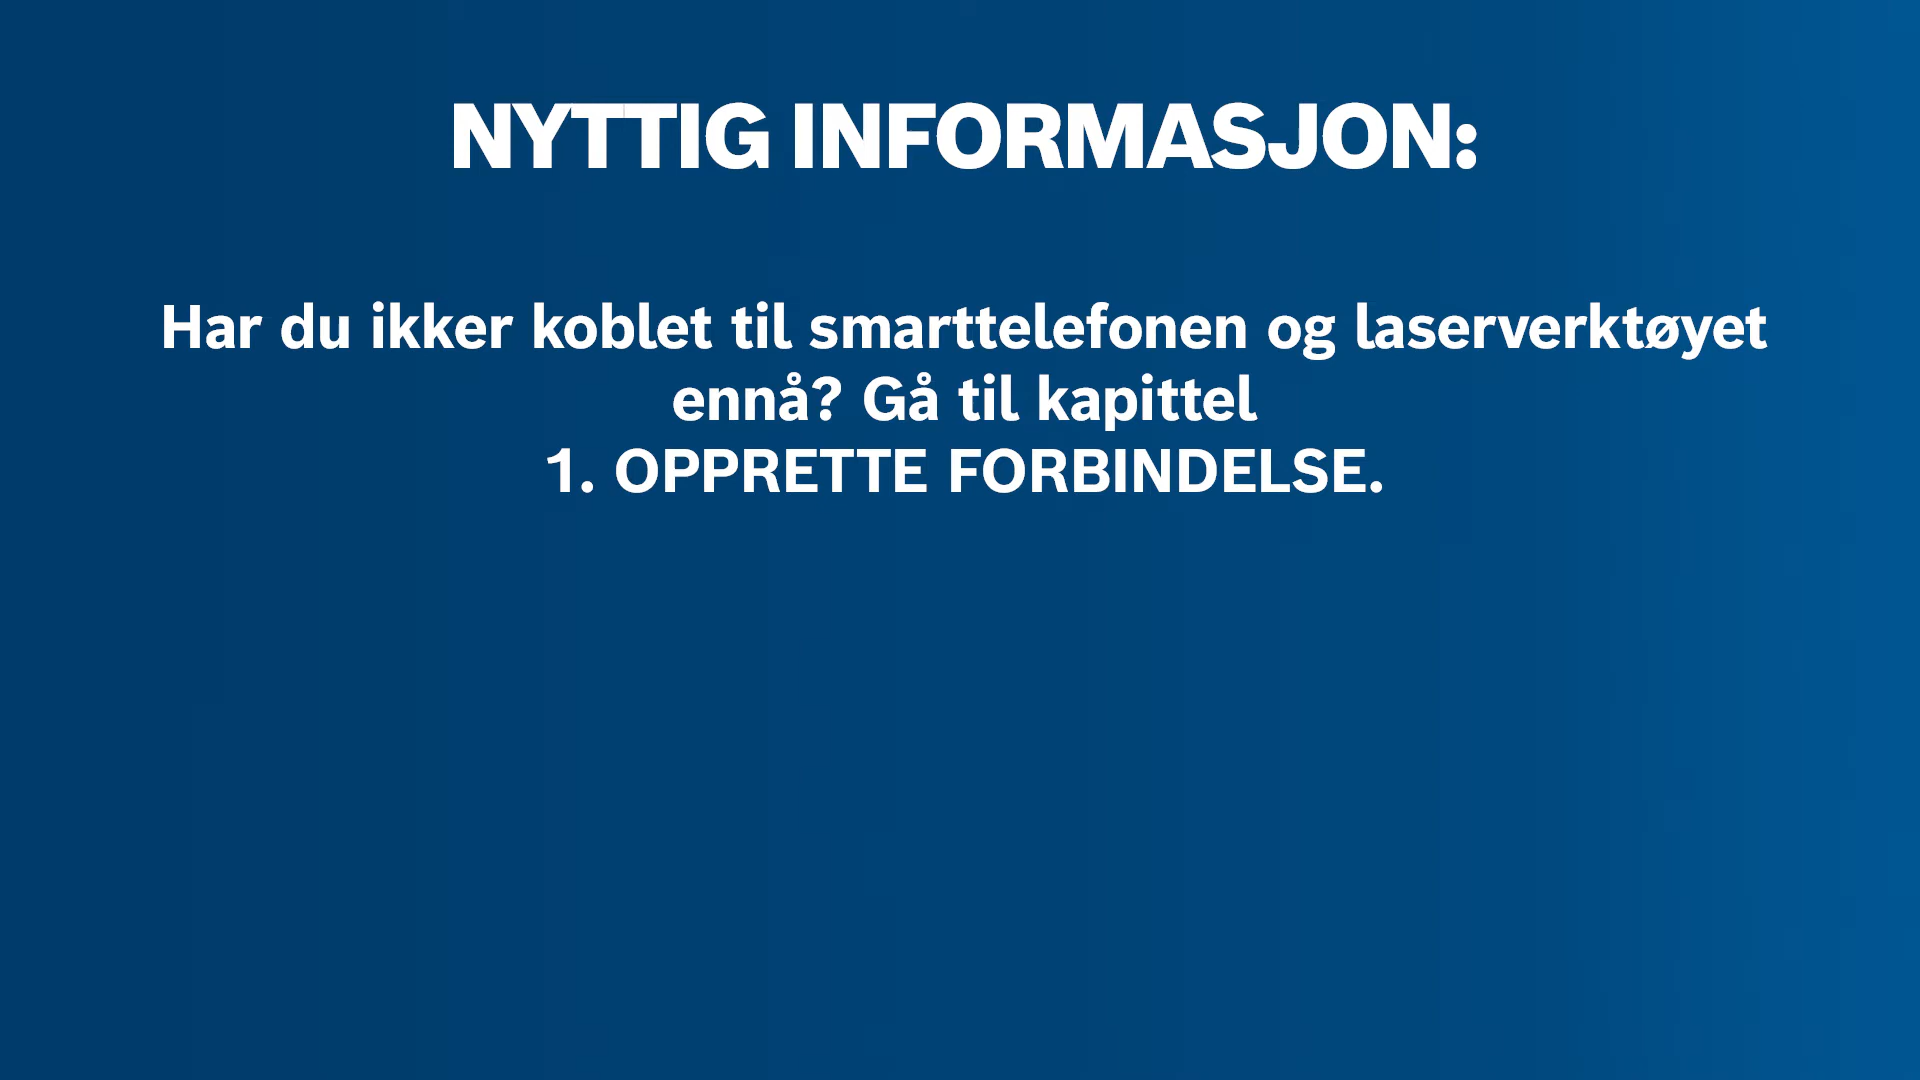 NYTTIG INFORMASJON:
Har du ikker koblet til smarttelefonen og laserverktøyet
ennå? Gå til kapittel
1. OPPRETTE FORBINDELSE.